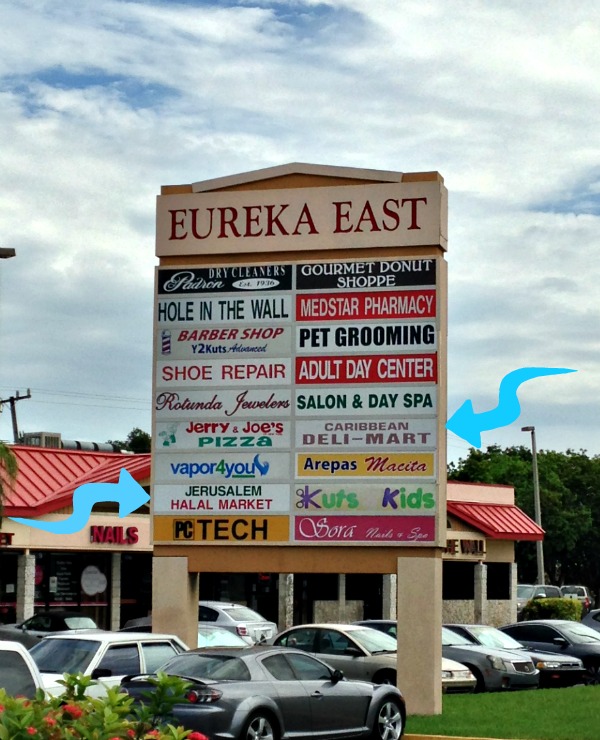 EUREKA EAST
DRY CLEANERS
Padron Est. 1936
GOURMET DONUT
SHOPPE
HOLE IN THE WALL
MEDSTAR PHARMACY
BARBER SHOP
Y2Kuts Advanced
PET GROOMING
SHOE REPAIR
ADULT DAY CENTER
Rotunda Jewelers
SALON & DAY SPA
Jerry & Joe's
PIZZa
CARIBBEAN
DELI-MART
vapor4you
Arepas Macita
JERUSALEM
HALAL MARKET
Kuts Kids
PC TECH
Sora Nails & Spa
NAILS
HE WALL